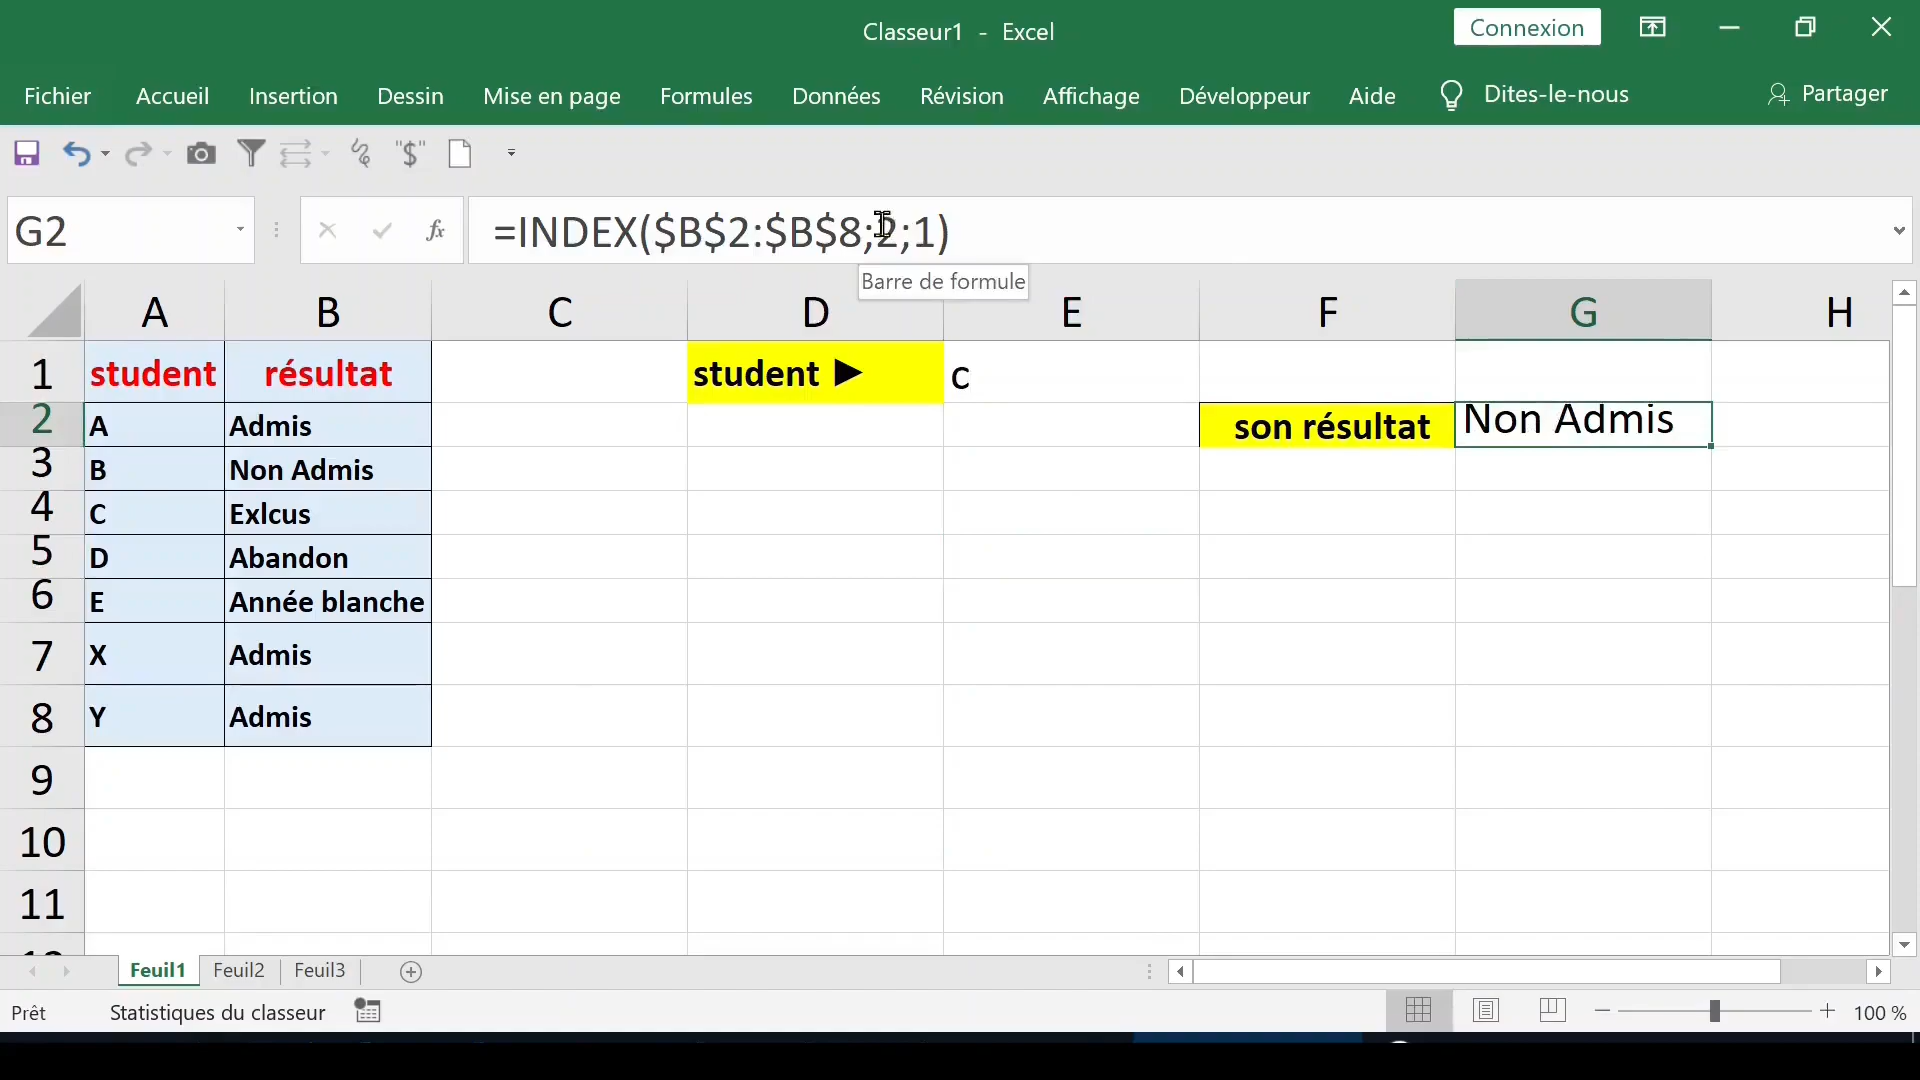 Classeur1 - Excel
Connexion
Fichier Accueil Insertion Dessin Mise en page Formules Données Révision Affichage Développeur Aide Dites-le-nous Partager
"$"
G2 fx =INDEX($B$2:$B$8;2;1)
Barre de formule
A B C D E F G H
1 student résultat student ► c
2 A Admis son résultat Non Admis
3 B Non Admis
4 C Exlcus
5 D Abandon
6 E Année blanche
7 X Admis
8 Y Admis
9
10
11
Feuil1 Feuil2 Feuil3
Prêt Statistiques du classeur 100 %